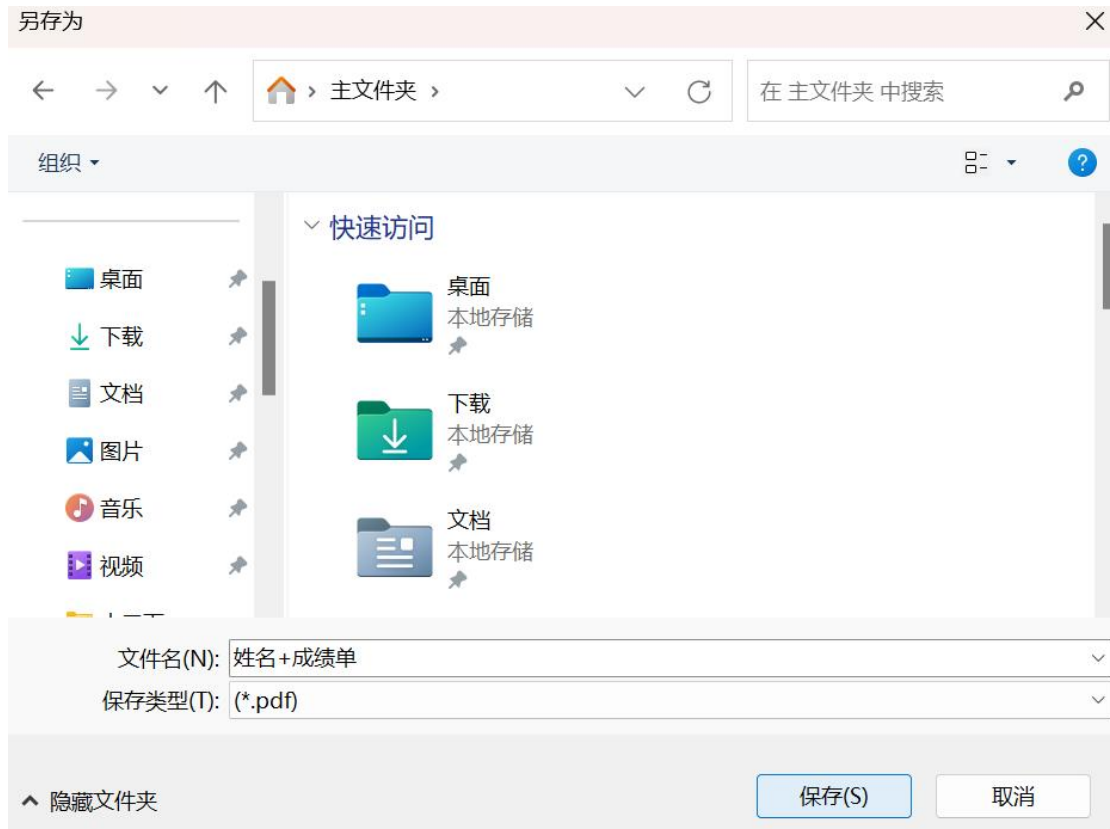 另存为
主文件夹
在 主文件夹 中搜索
组织
快速访问
桌面
下载
文档
图片
音乐
视频
桌面
本地存储
下载
本地存储
文档
本地存储
文件名(N): 姓名+成绩单
保存类型(T): (*.pdf)
隐藏文件夹
保存(S)
取消